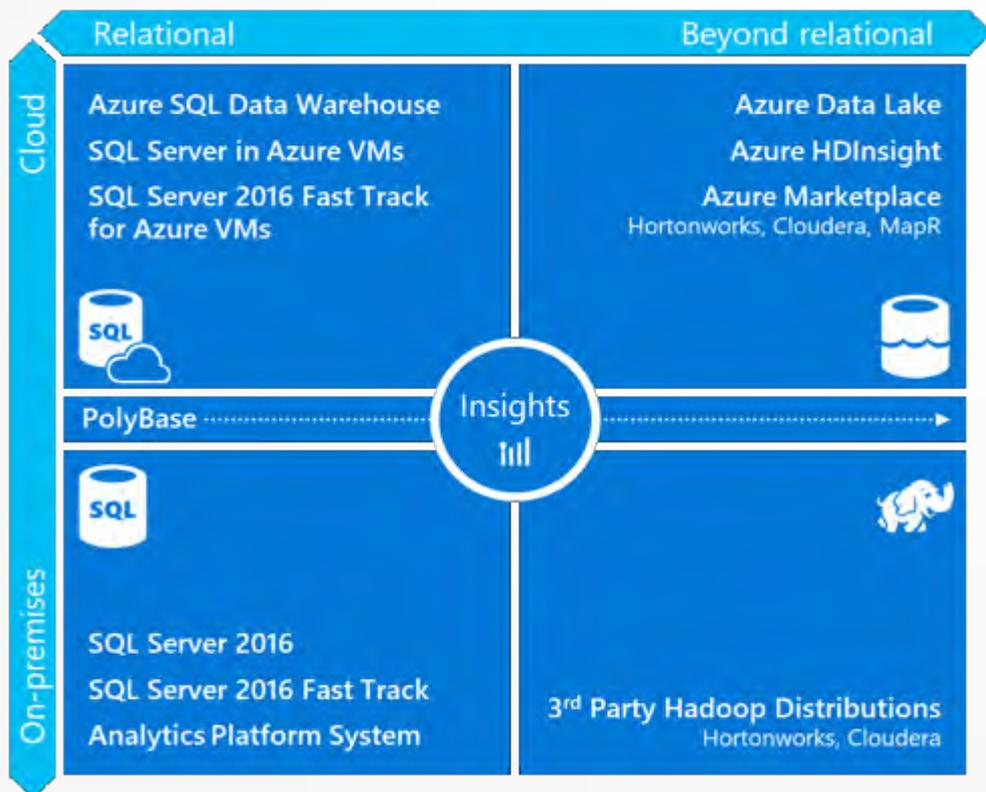 Relational
Beyond relational
Cloud
On-premises
Azure SQL Data Warehouse
SQL Server in Azure VMs
SQL Server 2016 Fast Track
for Azure VMs
SQL
Azure Data Lake
Azure HDInsight
Azure Marketplace
Hortonworks, Cloudera, MapR
PolyBase
Insights
SQL
SQL Server 2016
SQL Server 2016 Fast Track
Analytics Platform System
3rd Party Hadoop Distributions
Hortonworks, Cloudera